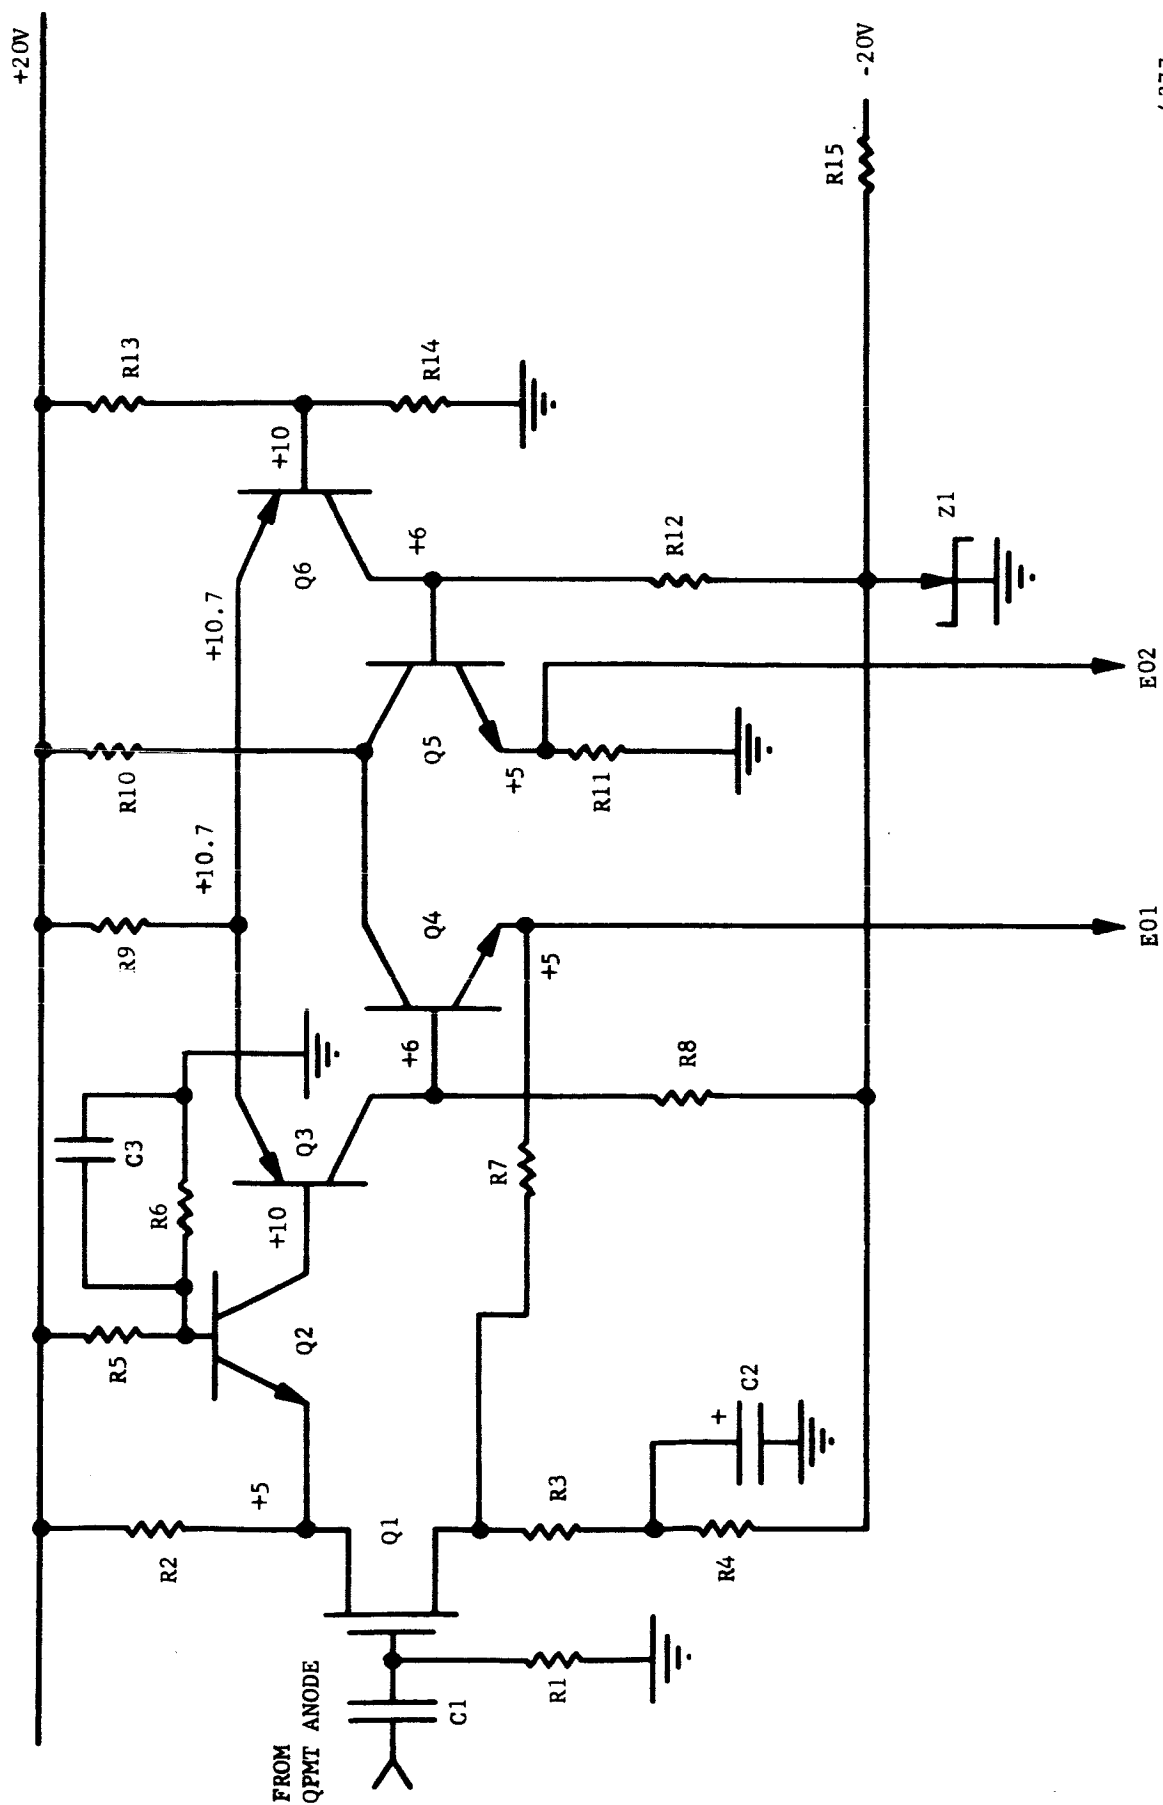 +20V
R13
R14
+10
Q6
+6
R12
R15
-20V
Z1
+10.7
+10.7
R10
Q5
+5
R11
E02
R9
Q4
+5
E01
+6
R8
C3
R6
Q3
+10
R7
R5
Q2
C2
+
R3
R4
+5
R2
Q1
FROM
QPMT ANODE
C1
R1